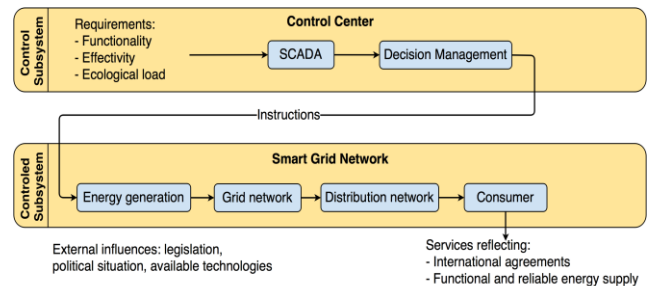 Control Center
Control
Subsystem
Requirements:
- Functionality
- Effectivity
- Ecological load
SCADA
Decision Management
Instructions
Smart Grid Network
Controled
Subsystem
Energy generation
Grid network
Distribution network
Consumer
External influences: legislation,
political situation, available technologies
Services reflecting:
- International agreements
- Functional and reliable energy supply